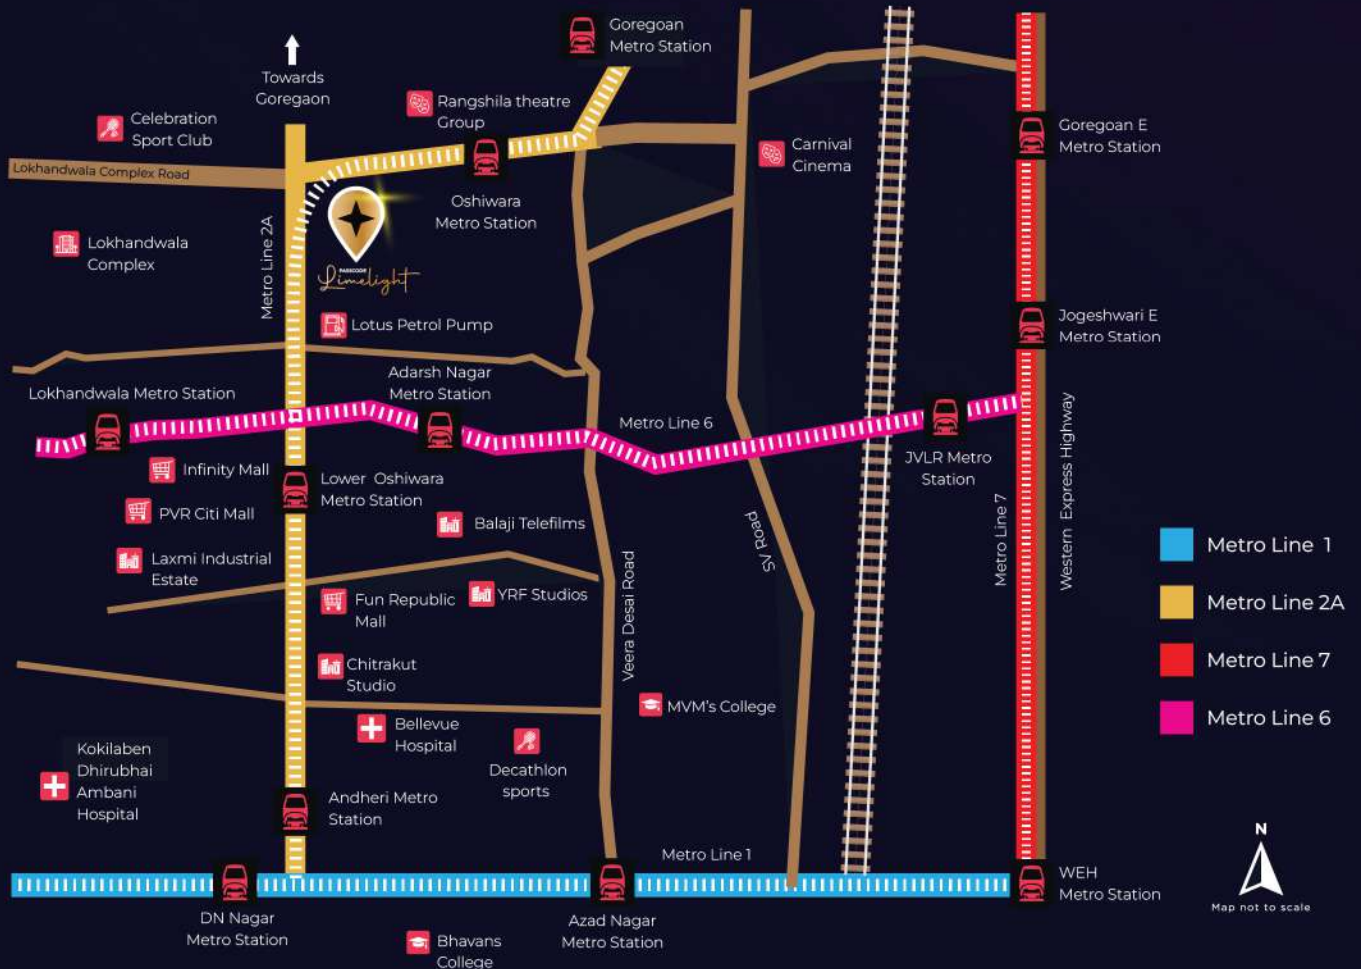 Goregoan
Metro Station
Towards
Goregaon
Rangshila theatre
Group
Celebration
Sport Club
Goregoan E
Metro Station
Carnival
Cinema
Lokhandwala Complex Road
Oshiwara
Metro Station
Lokhandwala
Complex
Metro Line 2A
PASSCODE
Limelight
Lotus Petrol Pump
Jogeshwari E
Metro Station
Adarsh Nagar
Metro Station
Lokhandwala Metro Station
Metro Line 6
JVLR Metro
Station
Infinity Mall
Lower Oshiwara
Metro Station
PVR Citi Mall
Balaji Telefilms
SV Road
Metro Line 7
Western Express Highway
Laxmi Industrial
Estate
Fun Republic
Mall
YRF Studios
Veera Desai Road
Chitrakut
Studio
MVM's College
Bellevue
Hospital
Decathlon
sports
Kokilaben
Dhirubhai
Ambani
Hospital
Andheri Metro
Station
Metro Line 1
WEH
Metro Station
DN Nagar
Metro Station
Azad Nagar
Metro Station
Bhavans
College
Metro Line 1
Metro Line 2A
Metro Line 7
Metro Line 6
N
Map not to scale